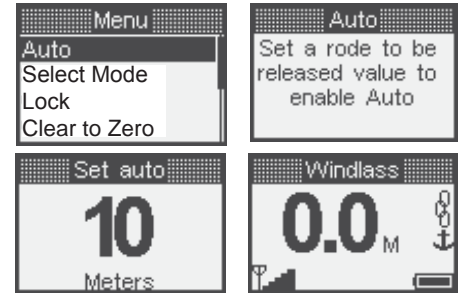 Menu
Auto
Select Mode
Lock
Clear to Zero
Auto
Set a rode to be
released value to
enable Auto
Set auto
10
Meters
Windlass
0.0 M